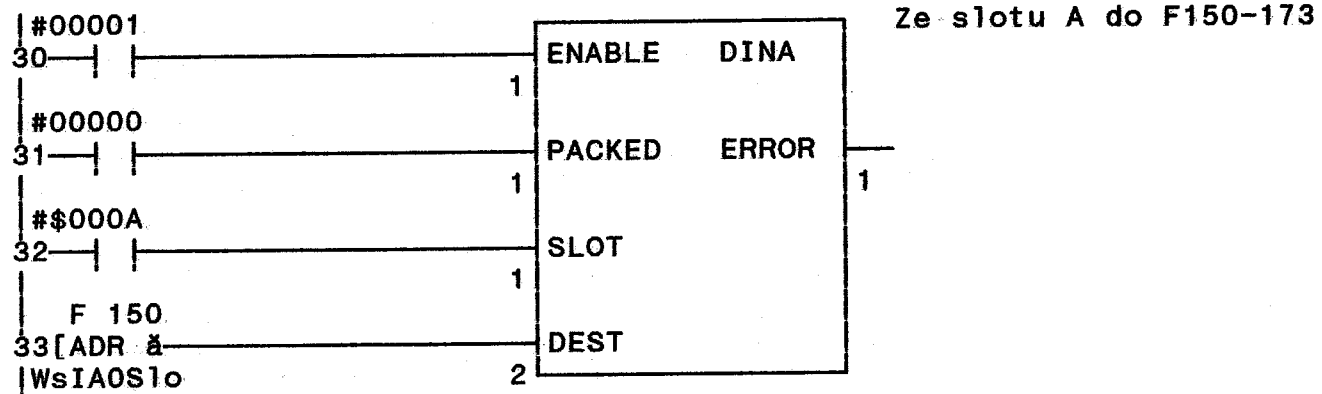 #00001
Ze slotu A do F150-173
30
ENABLE DINA
1
#00000
31
PACKED ERROR
1
1
#$000A
32
SLOT
1
F 150
33[ADR ă
DEST
WsIA0Slo
2